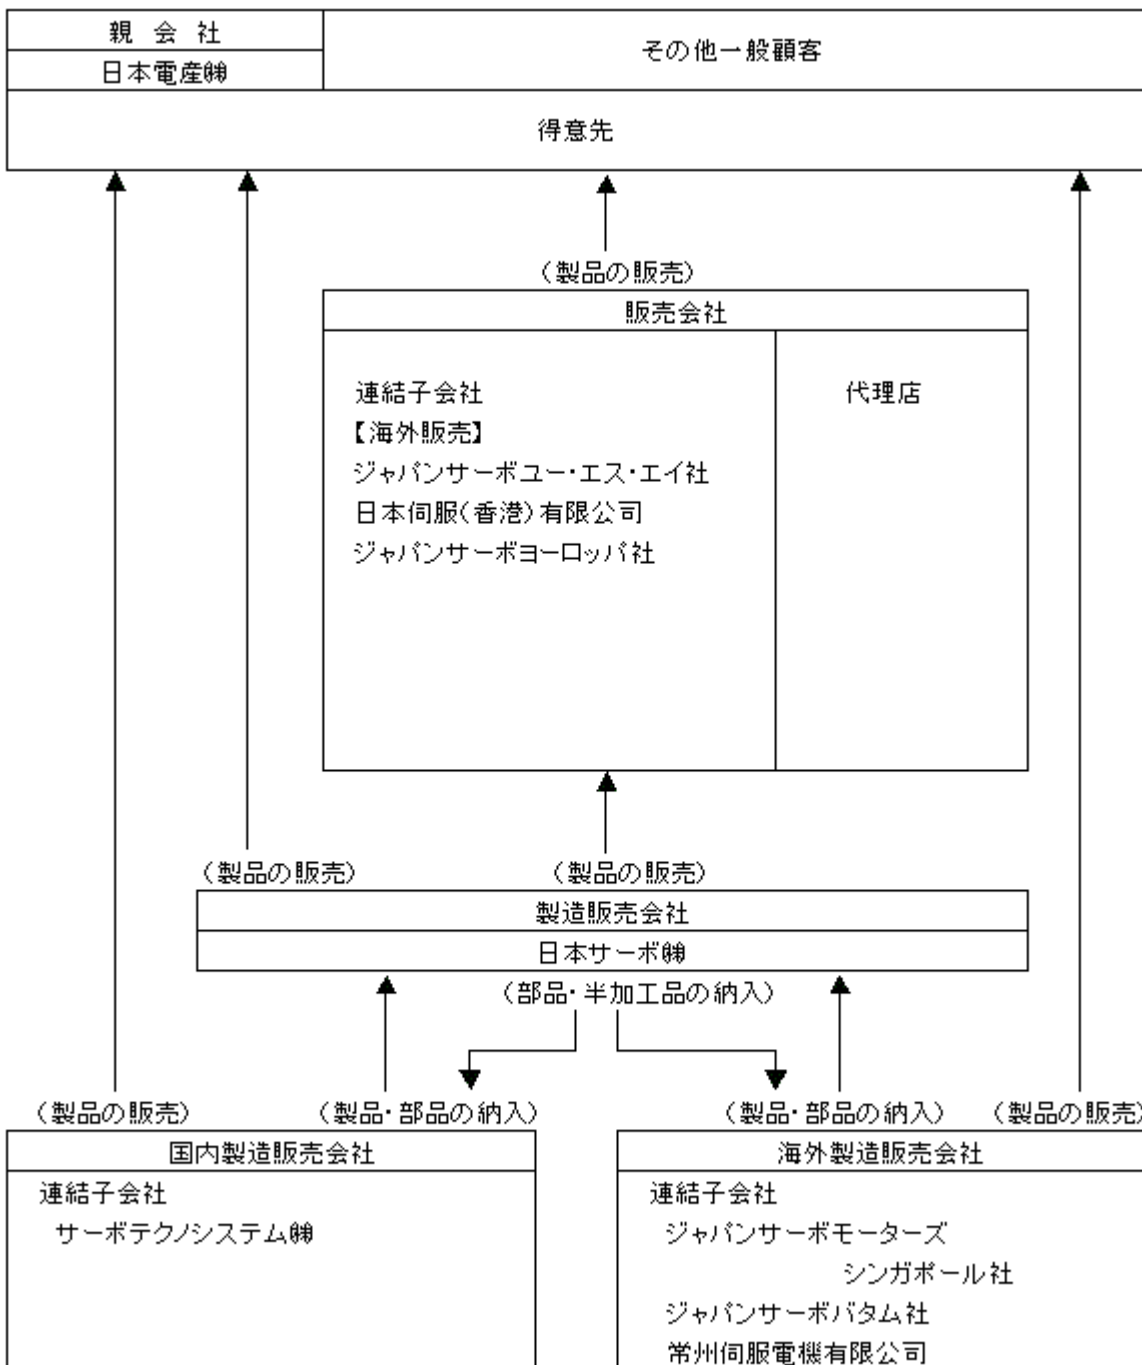 親 会 社
日本電産㈱
その他一般顧客
得意先
(製品の販売)
販売会社
連結子会社
【海外販売】
ジャパンサーボユー・エス・エイ社
日本伺服(香港)有限公司
ジャパンサーボヨーロッパ社
代理店
(製品の販売)
(製品の販売)
製造販売会社
日本サーボ㈱
(部品・半加工品の納入)
(製品の販売)
(製品・部品の納入)
(製品・部品の納入)
(製品の販売)
国内製造販売会社
連結子会社
サーボテクノシステム㈱
海外製造販売会社
連結子会社
ジャパンサーボモーターズ
シンガポール社
ジャパンサーボバタム社
常州伺服電機有限公司